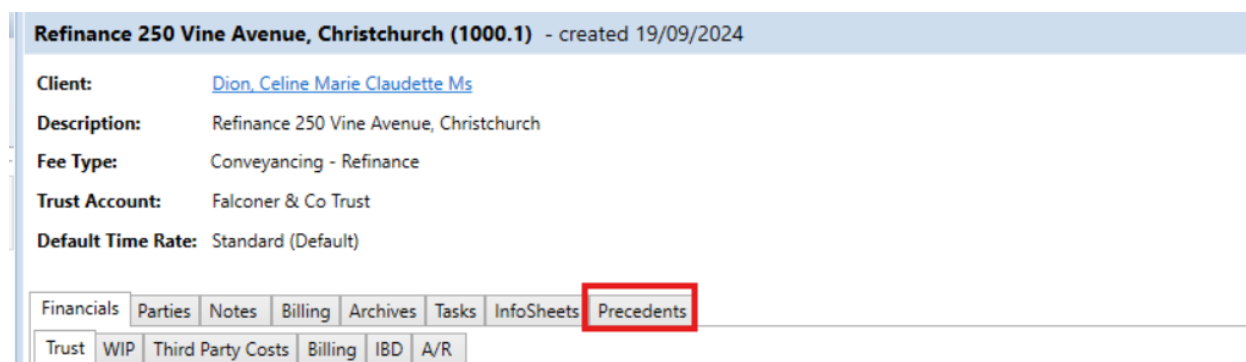 Refinance 250 Vine Avenue, Christchurch (1000.1) - created 19/09/2024
Client: Dion, Celine Marie Claudette Ms
Description: Refinance 250 Vine Avenue, Christchurch
Fee Type: Conveyancing - Refinance
Trust Account: Falconer & Co Trust
Default Time Rate: Standard (Default)
Financials Parties Notes Billing Archives Tasks InfoSheets Precedents
Trust WIP Third Party Costs Billing IBD A/R